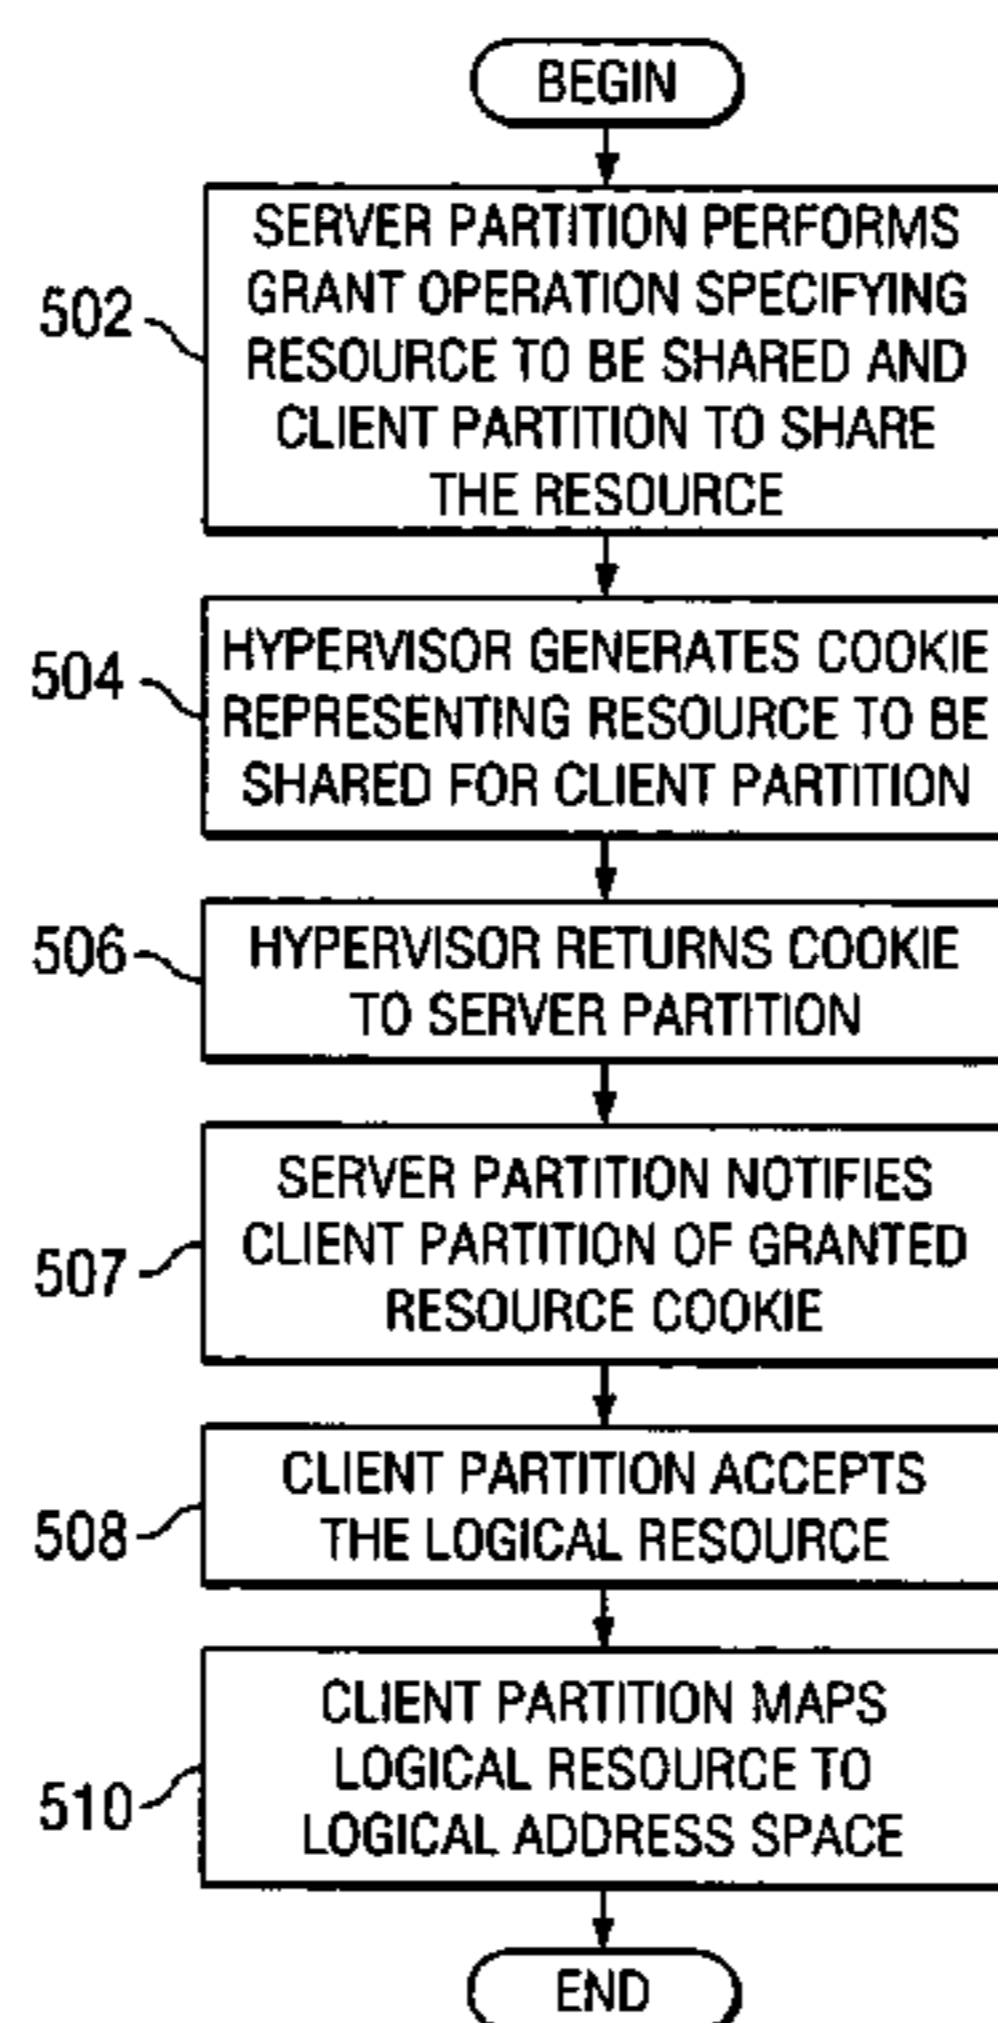 BEGIN
502
SERVER PARTITION PERFORMS
GRANT OPERATION SPECIFYING
RESOURCE TO BE SHARED AND
CLIENT PARTITION TO SHARE
THE RESOURCE
504
HYPERVISOR GENERATES COOKIE
REPRESENTING RESOURCE TO BE
SHARED FOR CLIENT PARTITION
506
HYPERVISOR RETURNS COOKIE
TO SERVER PARTITION
507
SERVER PARTITION NOTIFIES
CLIENT PARTITION OF GRANTED
RESOURCE COOKIE
508
CLIENT PARTITION ACCEPTS
THE LOGICAL RESOURCE
510
CLIENT PARTITION MAPS
LOGICAL RESOURCE TO
LOGICAL ADDRESS SPACE
END